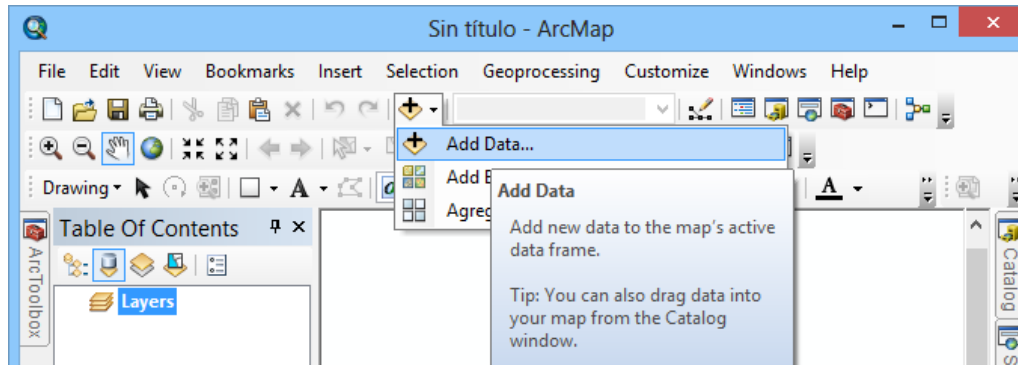 Sin título - ArcMap
File Edit View Bookmarks Insert Selection Geoprocessing Customize Windows Help
Add Data...
Drawing A A
Add
Add Data
Agreg
Add new data to the map's active
data frame.
Tip: You can also drag data into
your map from the Catalog
window.
Table Of Contents
Layers
ArcToolbox
Catalog